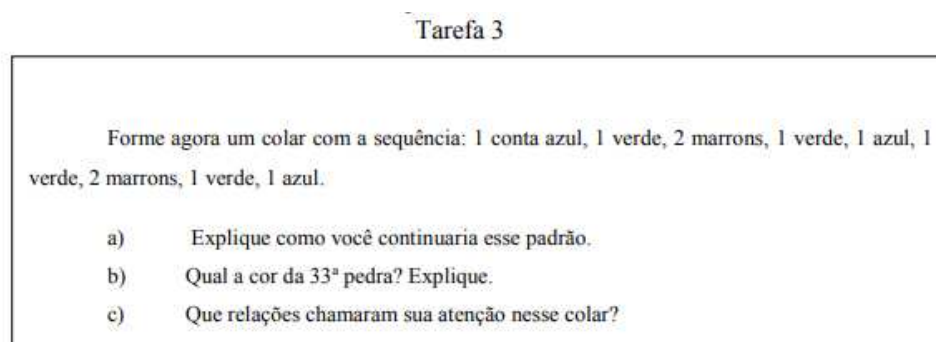 Tarefa 3
Forme agora um colar com a sequência: 1 conta azul, 1 verde, 2 marrons, 1 verde, 1 azul, 1
verde, 2 marrons, 1 verde, 1 azul.
a) Explique como você continuaria esse padrão.
b) Qual a cor da 33ª pedra? Explique.
c) Que relações chamaram sua atenção nesse colar?